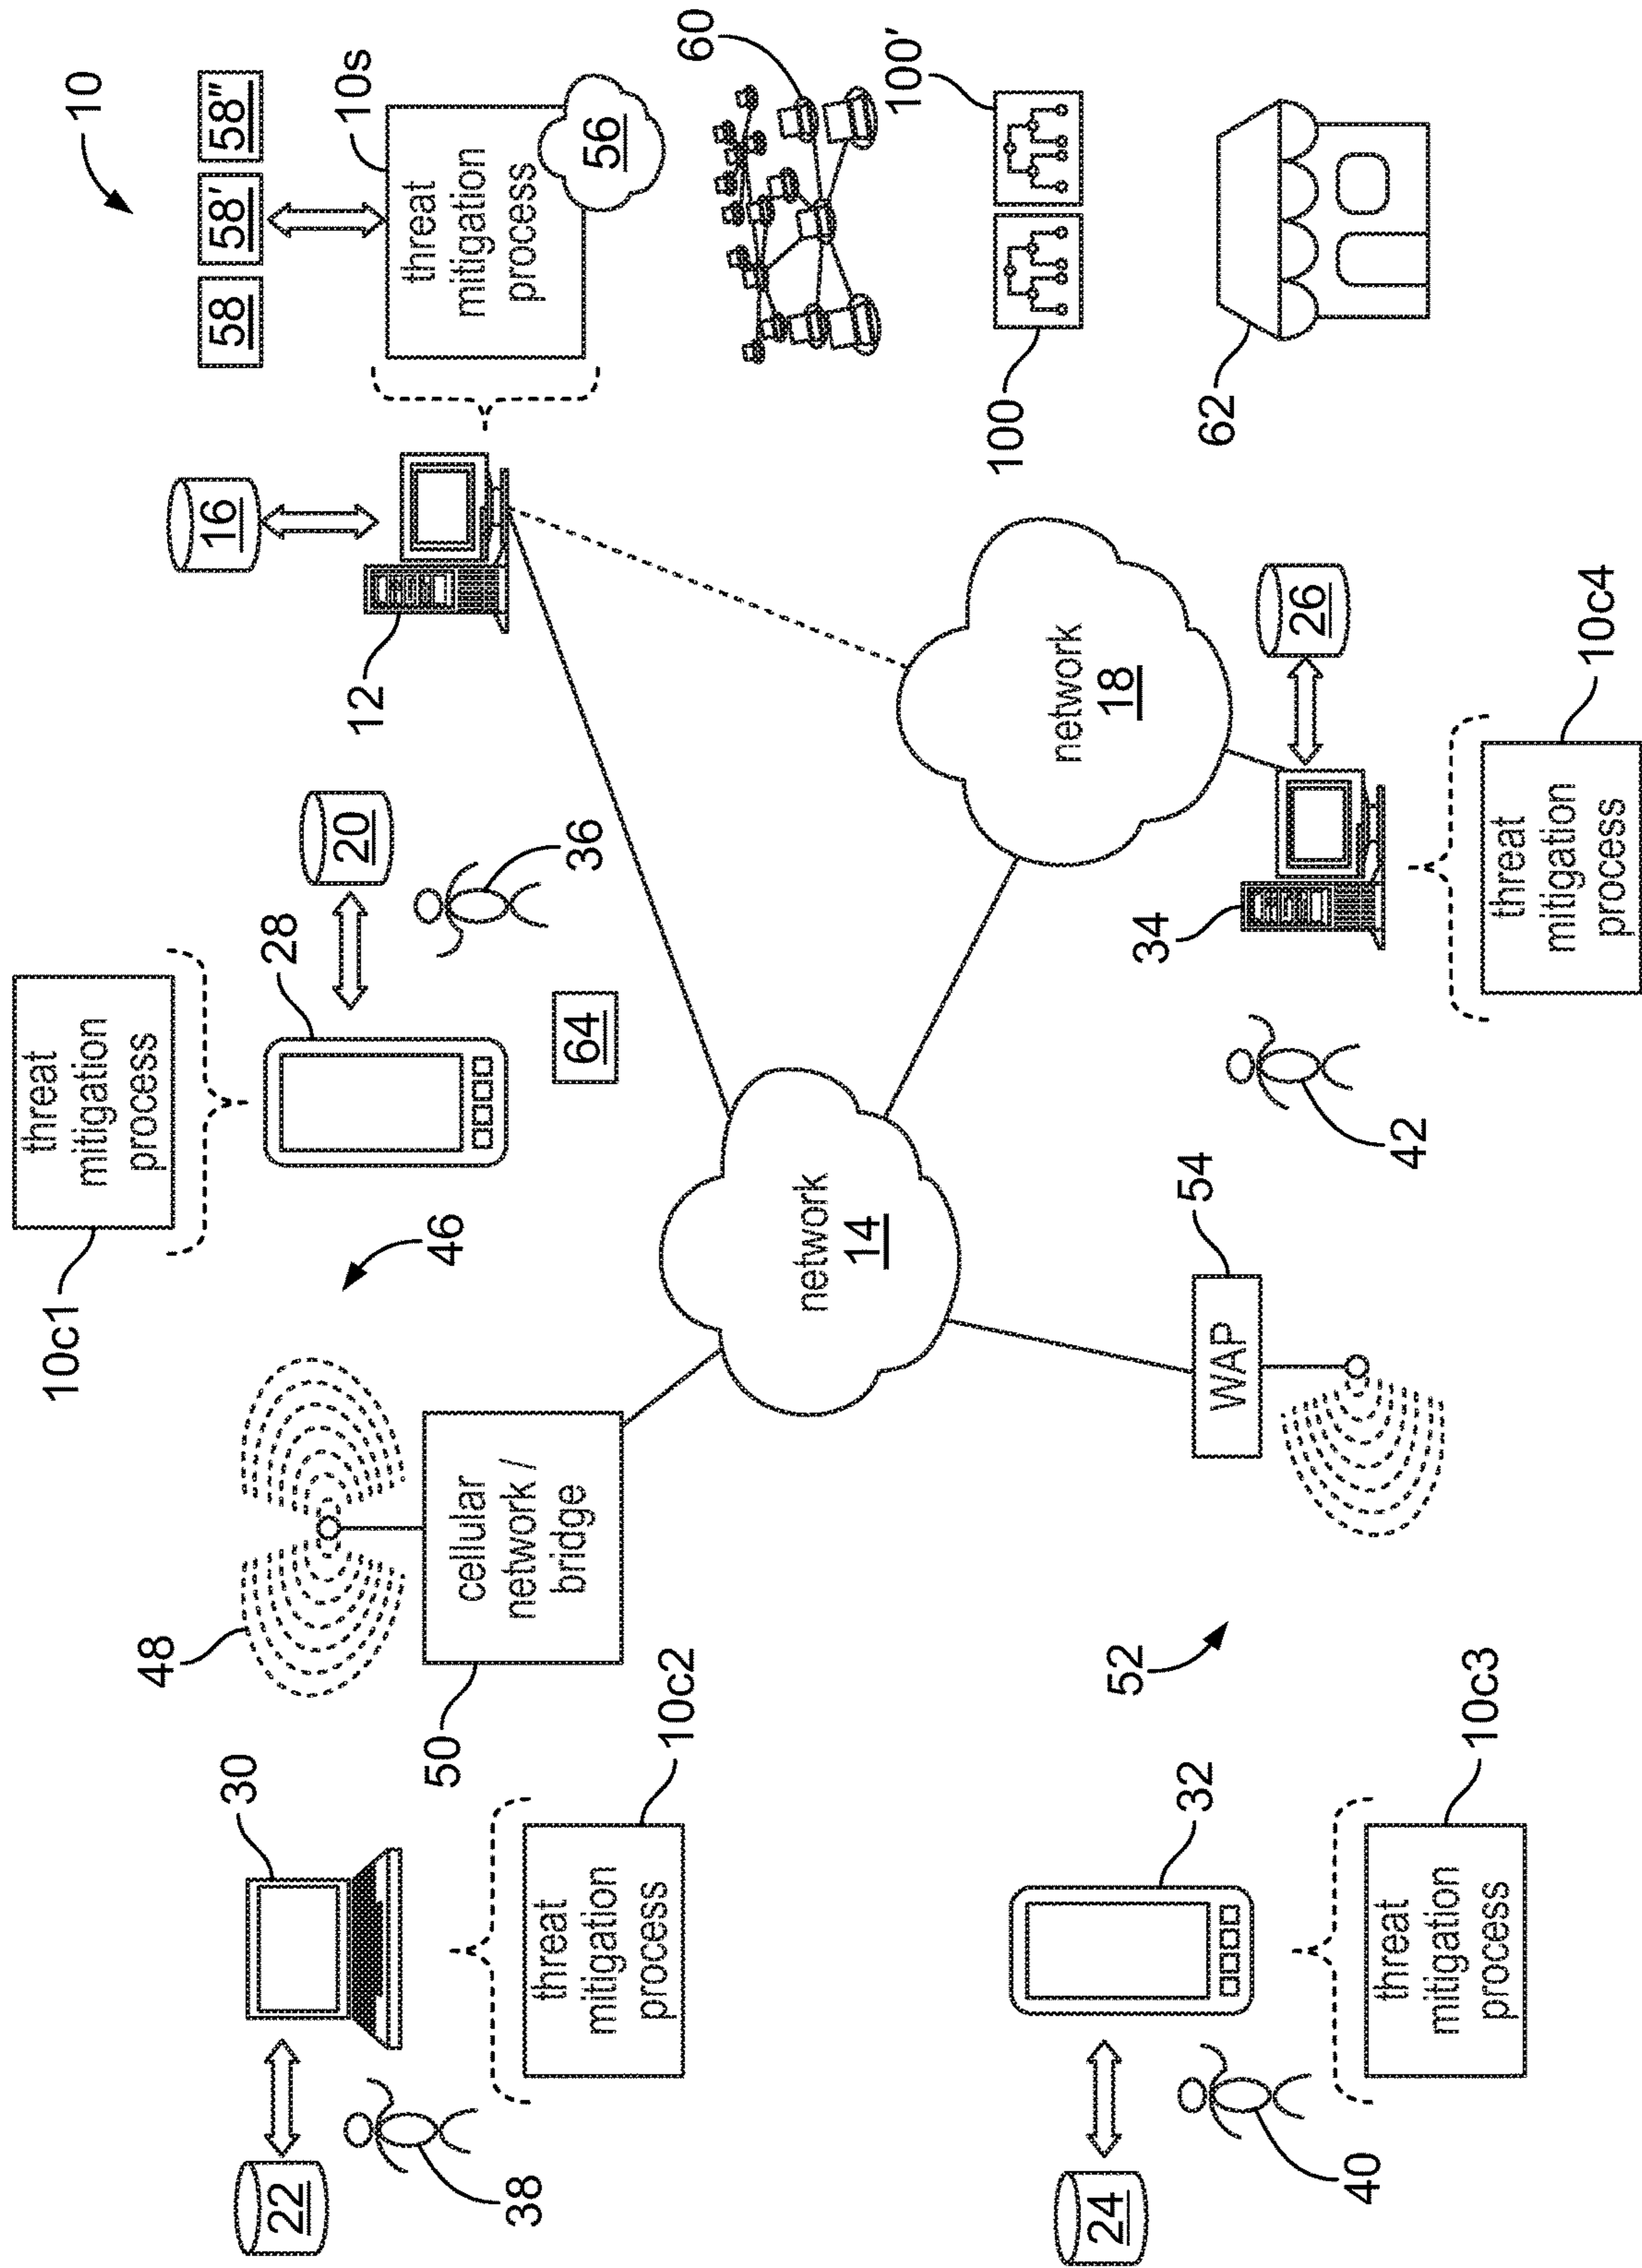 10
58
58'
58"
10s
threat
mitigation
process
56
16
12
60
100
100'
62
10c1
threat
mitigation
process
28
20
36
64
46
48
cellular
network /
bridge
50
30
22
38
10c2
threat
mitigation
process
network
14
network
18
26
34
42
10c4
threat
mitigation
process
54
WAP
52
32
24
40
10c3
threat
mitigation
process